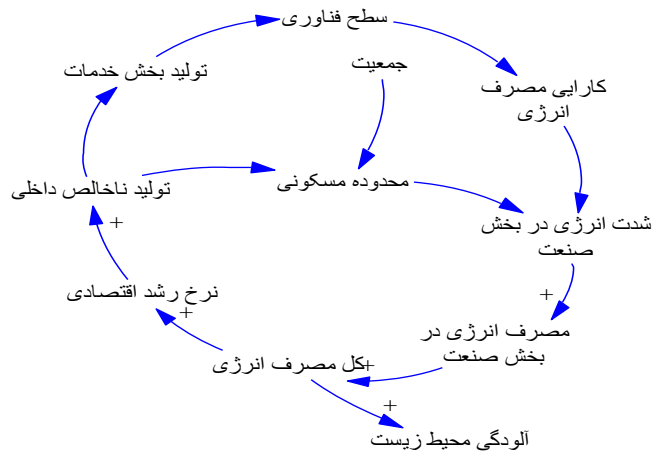 سطح فناوری
تولید بخش خدمات
جمعیت
کارایی مصرف
انرژی
تولید ناخالص داخلی
محدوده مسکونی
شدت انرژی در بخش
صنعت
+
نرخ رشد اقتصادی
+
+
مصرف انرژی در
بخش صنعت
کل مصرف انرژی
+
+
آلودگی محیط زیست